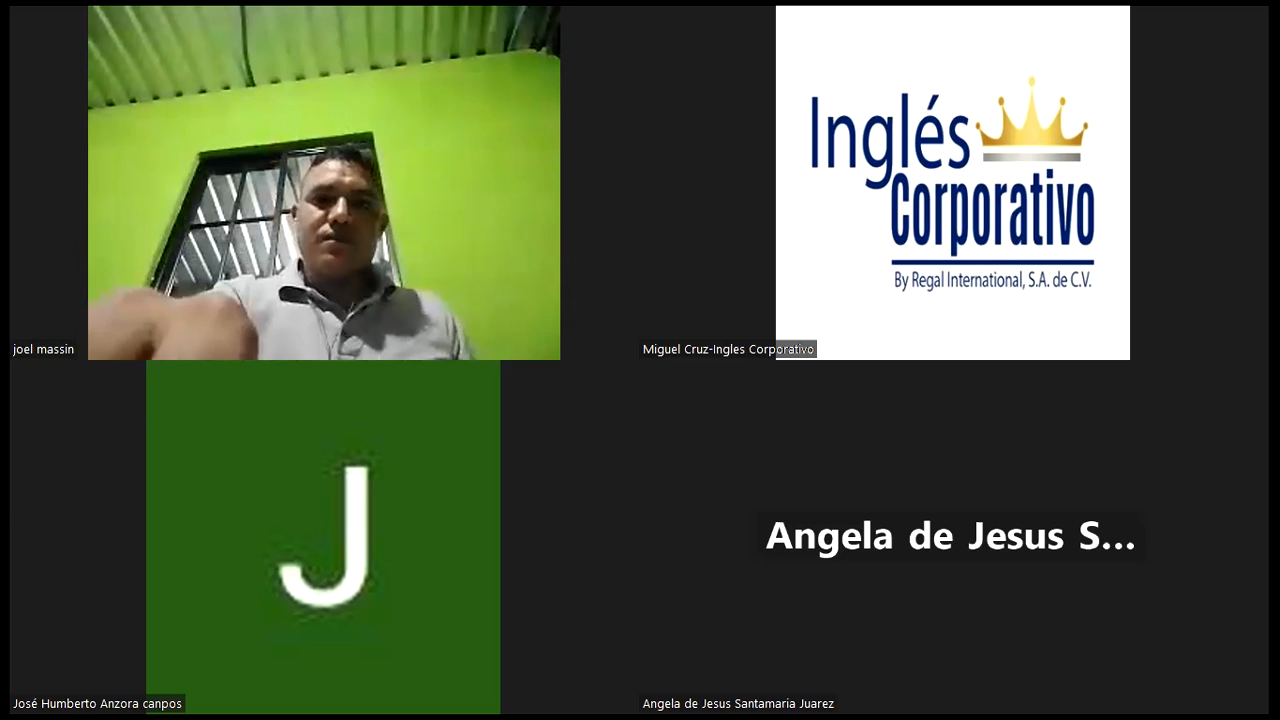 joel massin
Inglés
Corporativo
By Regal International, S.A. de C.V.
Miguel Cruz-Ingles Corporativo
J
José Humberto Anzora canpos
Angela de Jesus S...
Angela de Jesus Santamaria Juarez